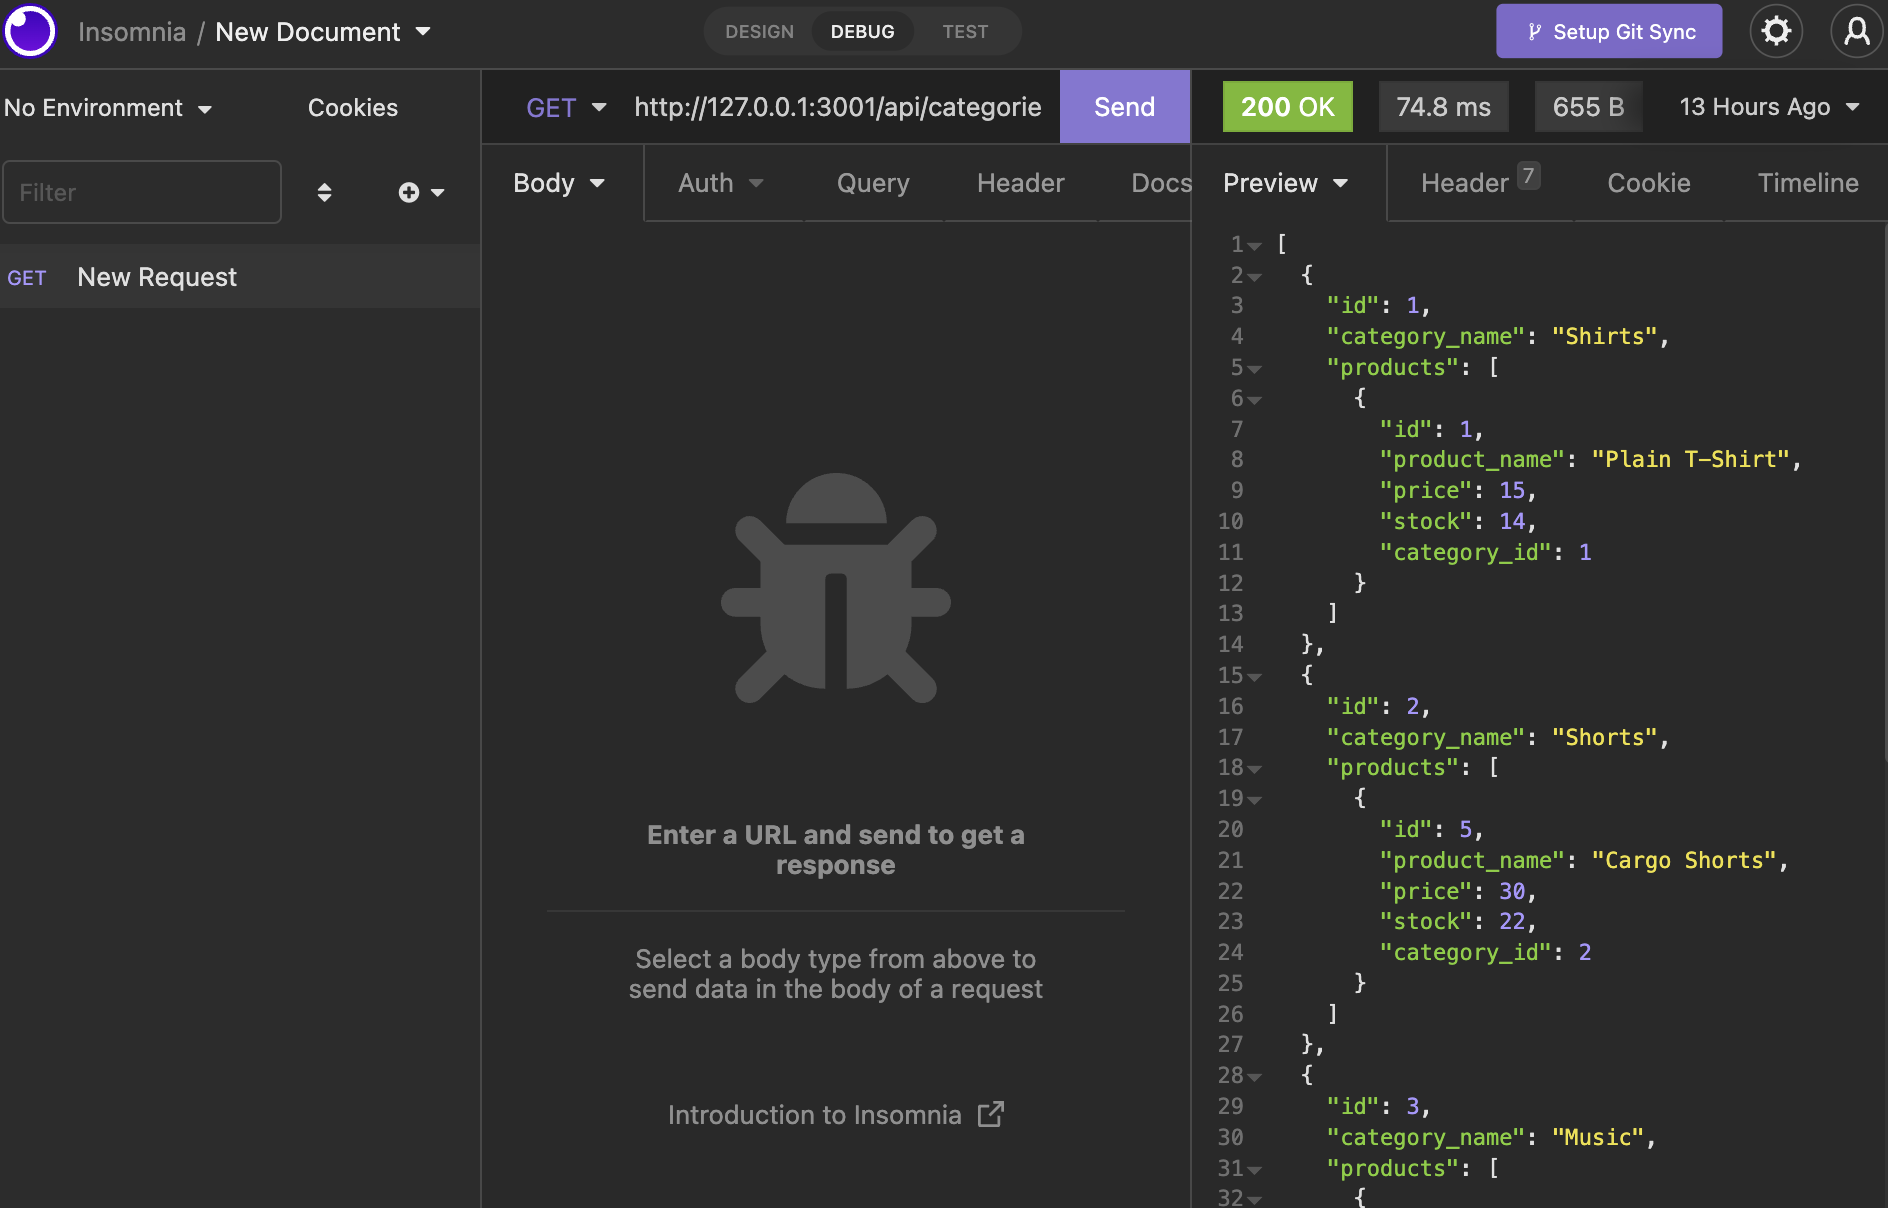 Insomnia / New Document
DESIGN DEBUG TEST
Setup Git Sync
No Environment
Cookies
Filter
GET New Request
GET http://127.0.0.1:3001/api/categorie Send
Body Auth Query Header Docs
Enter a URL and send to get a
response
Select a body type from above to
send data in the body of a request
Introduction to Insomnia
200 OK 74.8 ms 655 B 13 Hours Ago
Preview Header 7 Cookie Timeline
1 [
2 {
3 "id": 1,
4 "category_name": "Shirts",
5 "products": [
6 {
7 "id": 1,
8 "product_name": "Plain T-Shirt",
9 "price": 15,
10 "stock": 14,
11 "category_id": 1
12 }
13 ]
14 },
15 {
16 "id": 2,
17 "category_name": "Shorts",
18 "products": [
19 {
20 "id": 5,
21 "product_name": "Cargo Shorts",
22 "price": 30,
23 "stock": 22,
24 "category_id": 2
25 }
26 ]
27 },
28 {
29 "id": 3,
30 "category_name": "Music",
31 "products": [
32 {